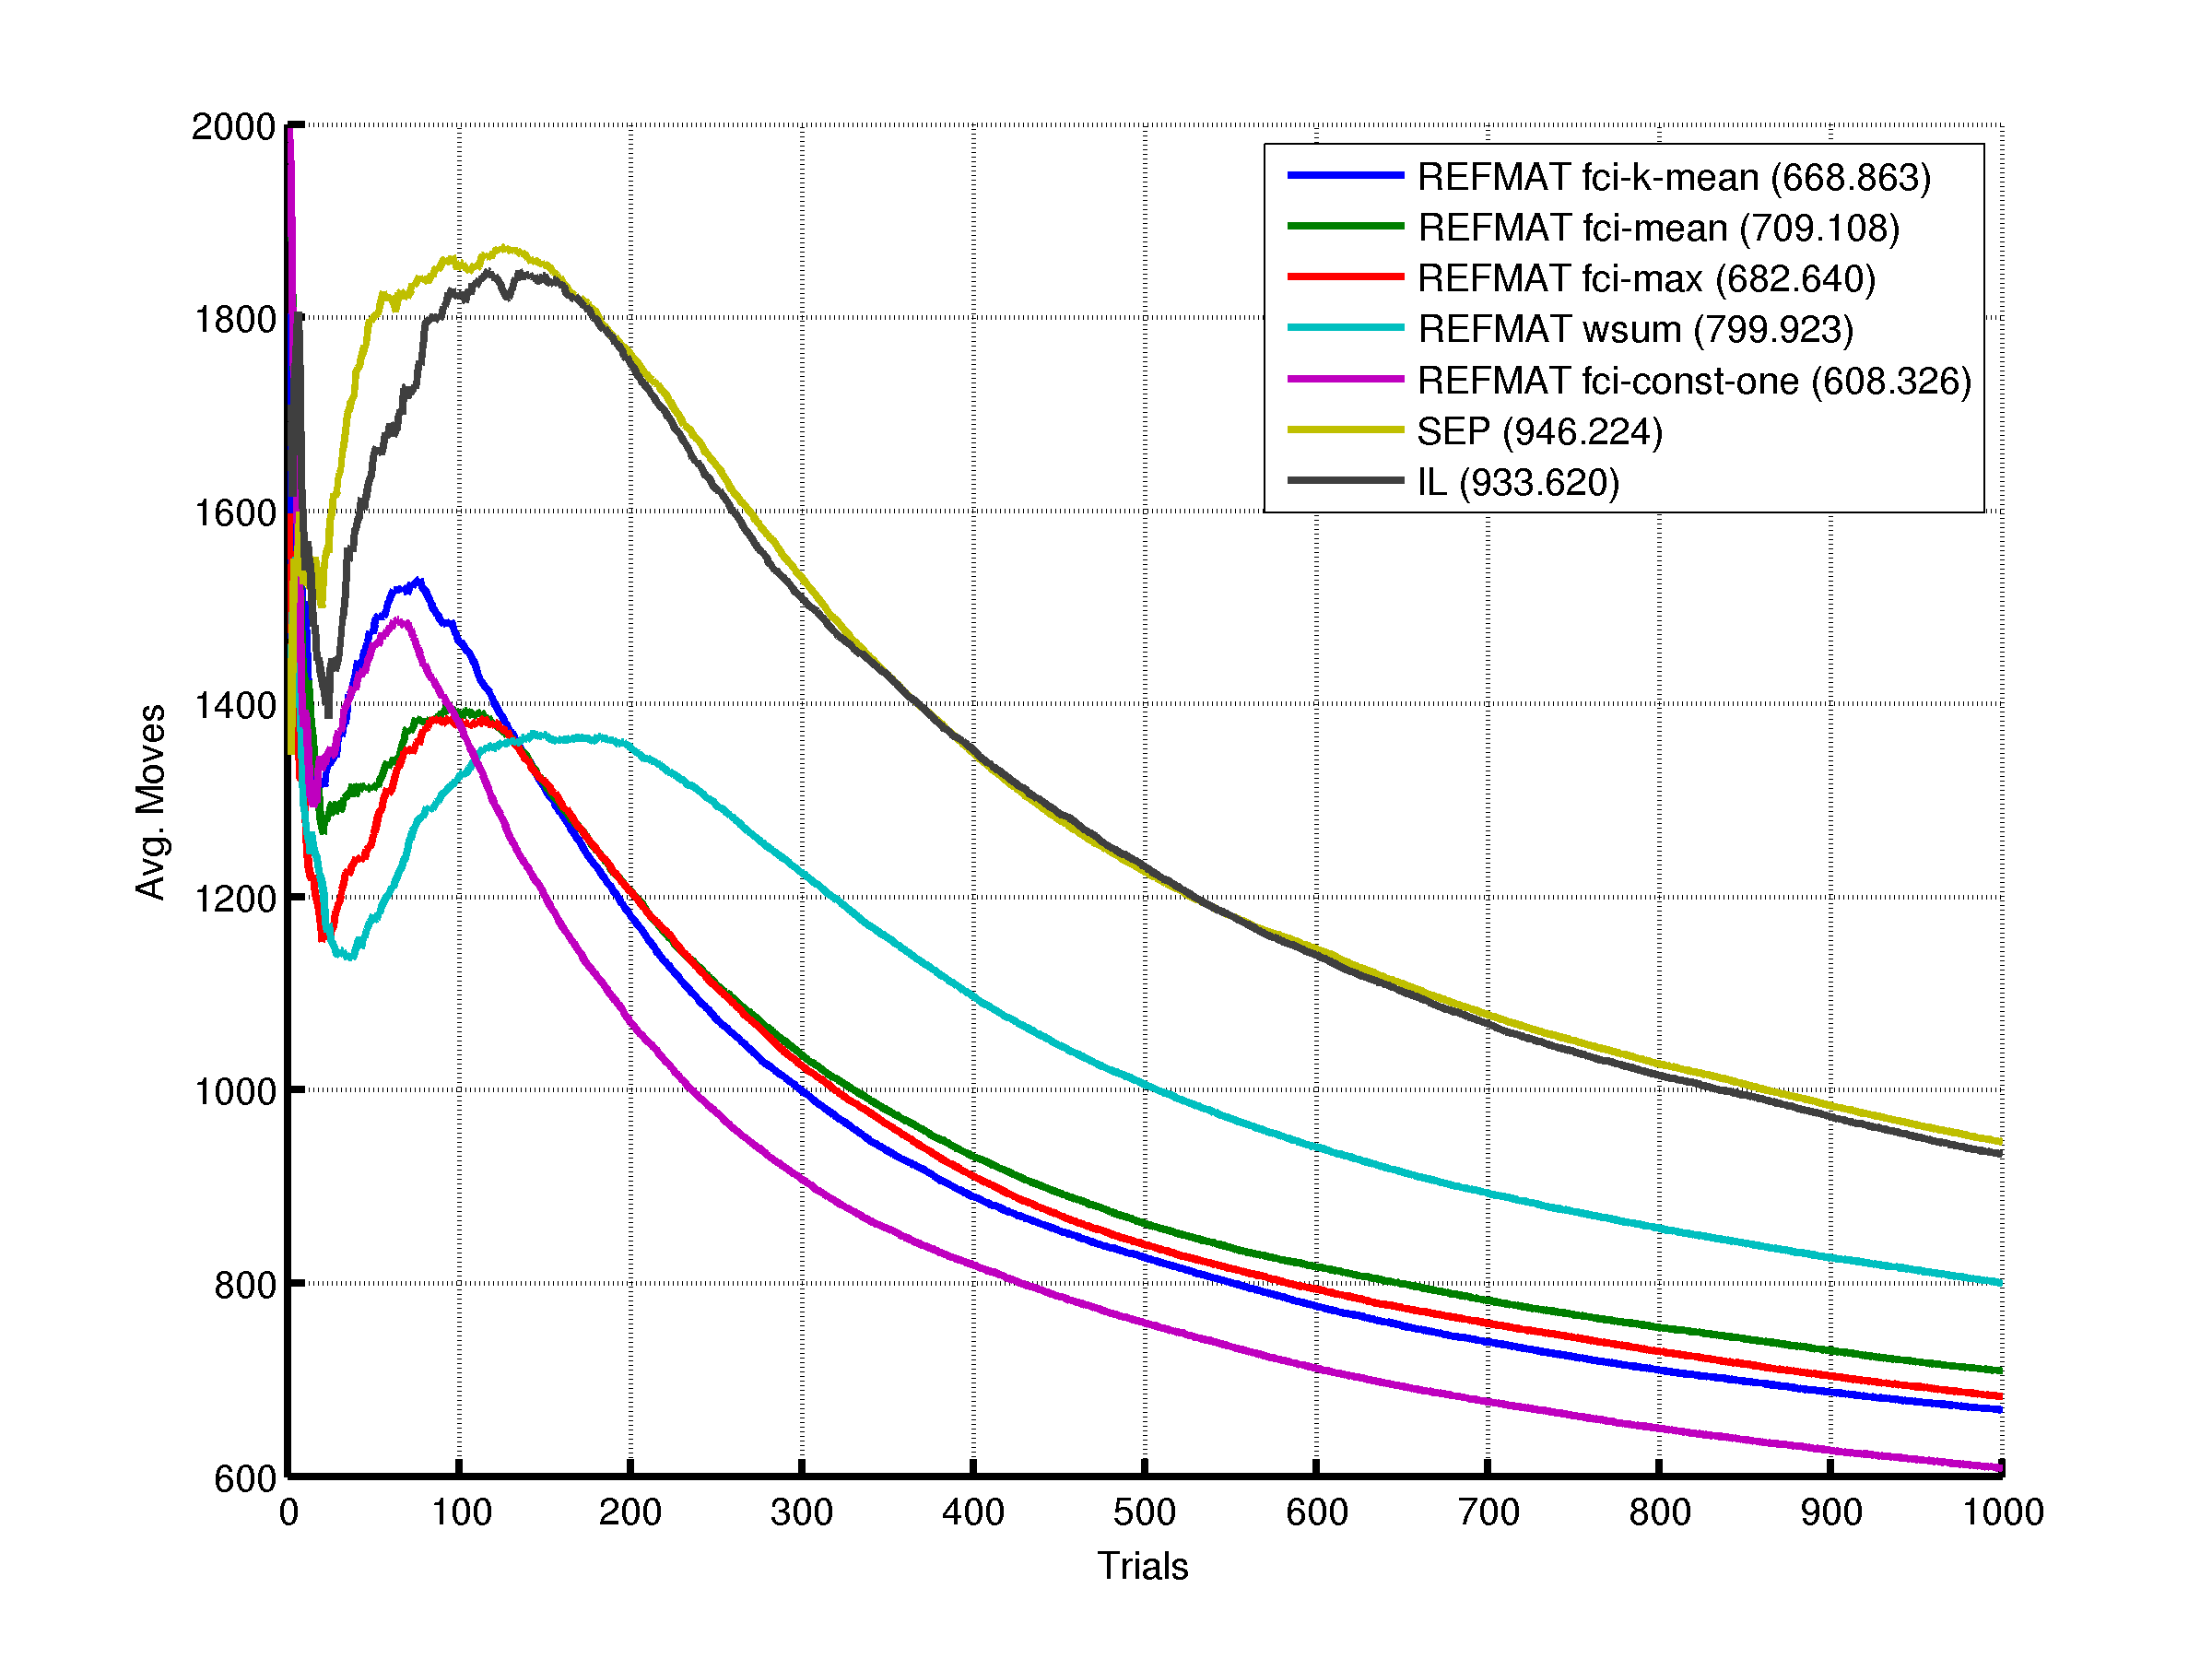 2000
1800
1600
1400
1200
1000
800
600
Avg. Moves
REFMAT fci-k-mean (668.863)
REFMAT fci-mean (709.108)
REFMAT fci-max (682.640)
REFMAT wsum (799.923)
REFMAT fci-const-one (608.326)
SEP (946.224)
IL (933.620)
0 100 200 300 400 500 600 700 800 900 1000
Trials